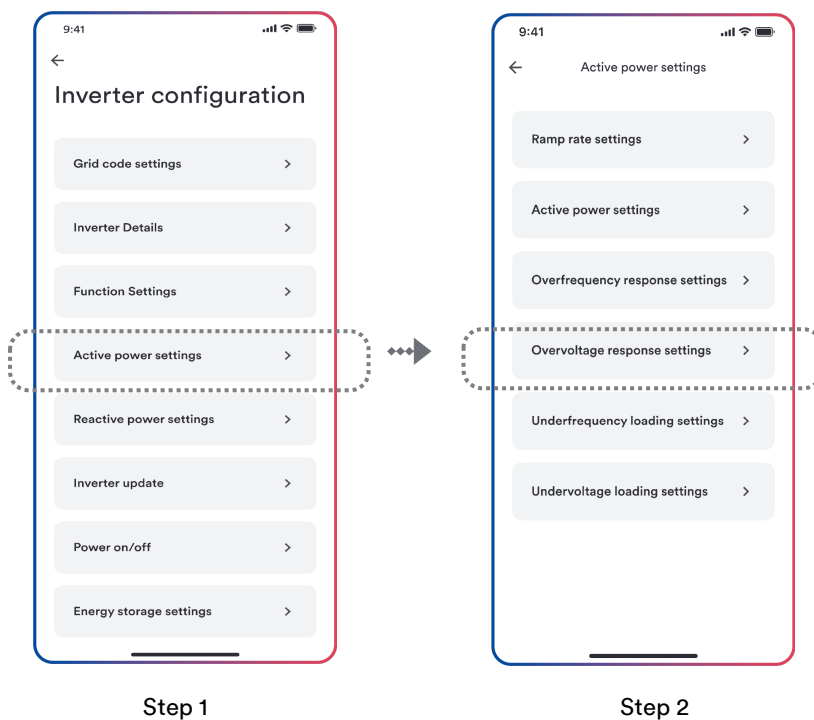 9:41
Inverter configuration
Grid code settings
Inverter Details
Function Settings
Active power settings
Reactive power settings
Inverter update
Power on/off
Energy storage settings
Step 1
9:41
Active power settings
Ramp rate settings
Active power settings
Overfrequency response settings
Overvoltage response settings
Underfrequency loading settings
Undervoltage loading settings
Step 2